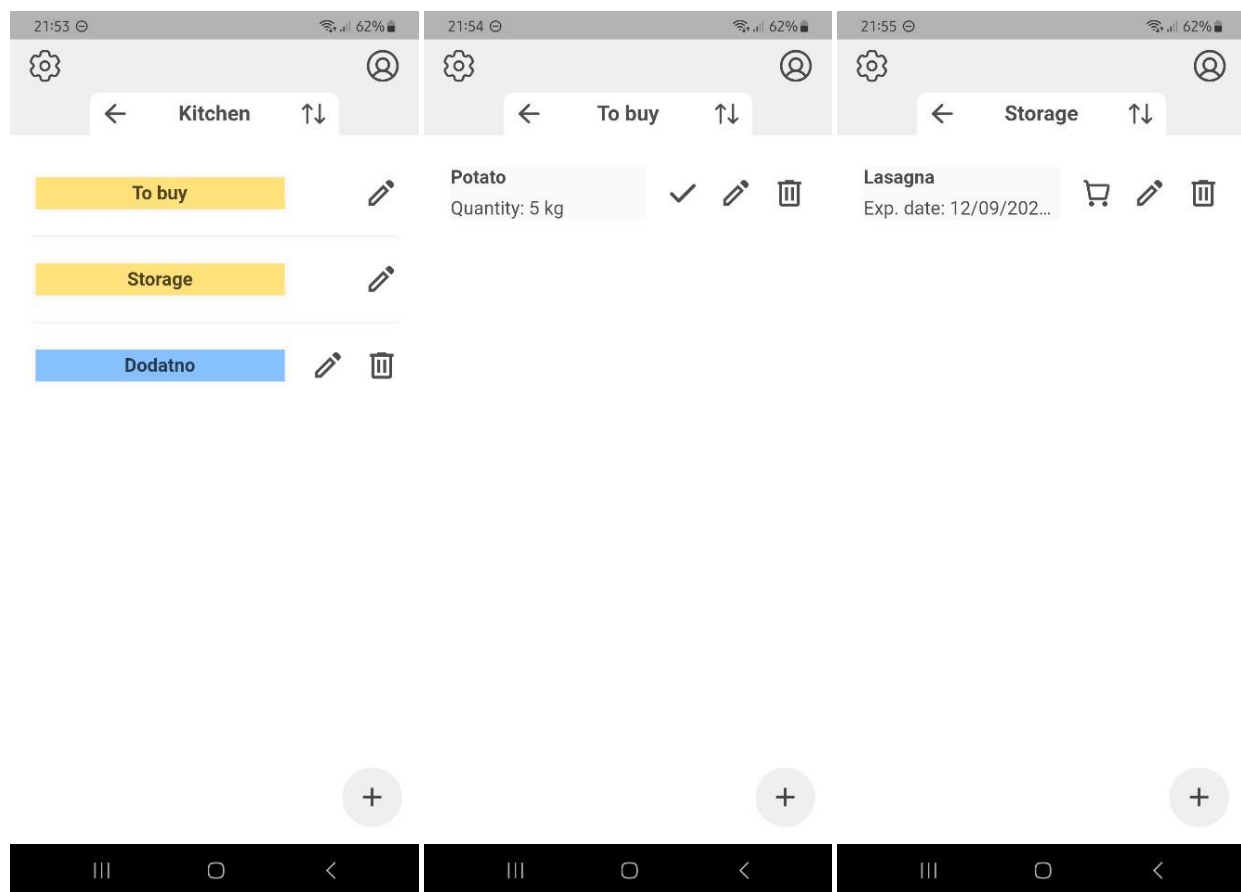 21:53
62%
Kitchen
To buy
Storage
Dodatno
21:54
62%
To buy
Potato
Quantity: 5 kg
21:55
62%
Storage
Lasagna
Exp. date: 12/09/202...